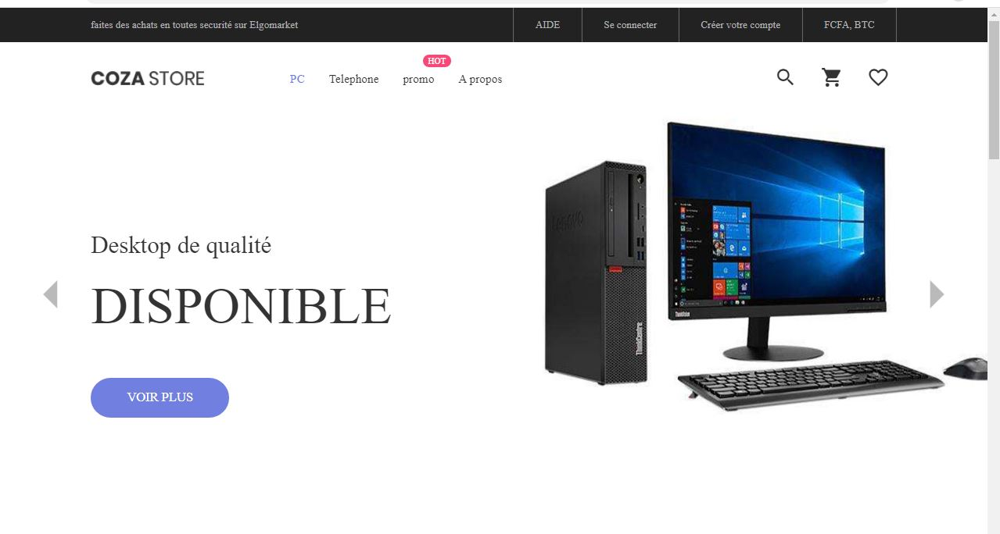 faites des achats en toutes securité sur Elgomarket
AIDE
Se connecter
Créer votre compte
FCFA, BTC
COZA STORE
PC
Telephone
promo
HOT
A propos
Desktop de qualité
DISPONIBLE
VOIR PLUS
Lenovo
ThinkCentre
ThinkVision